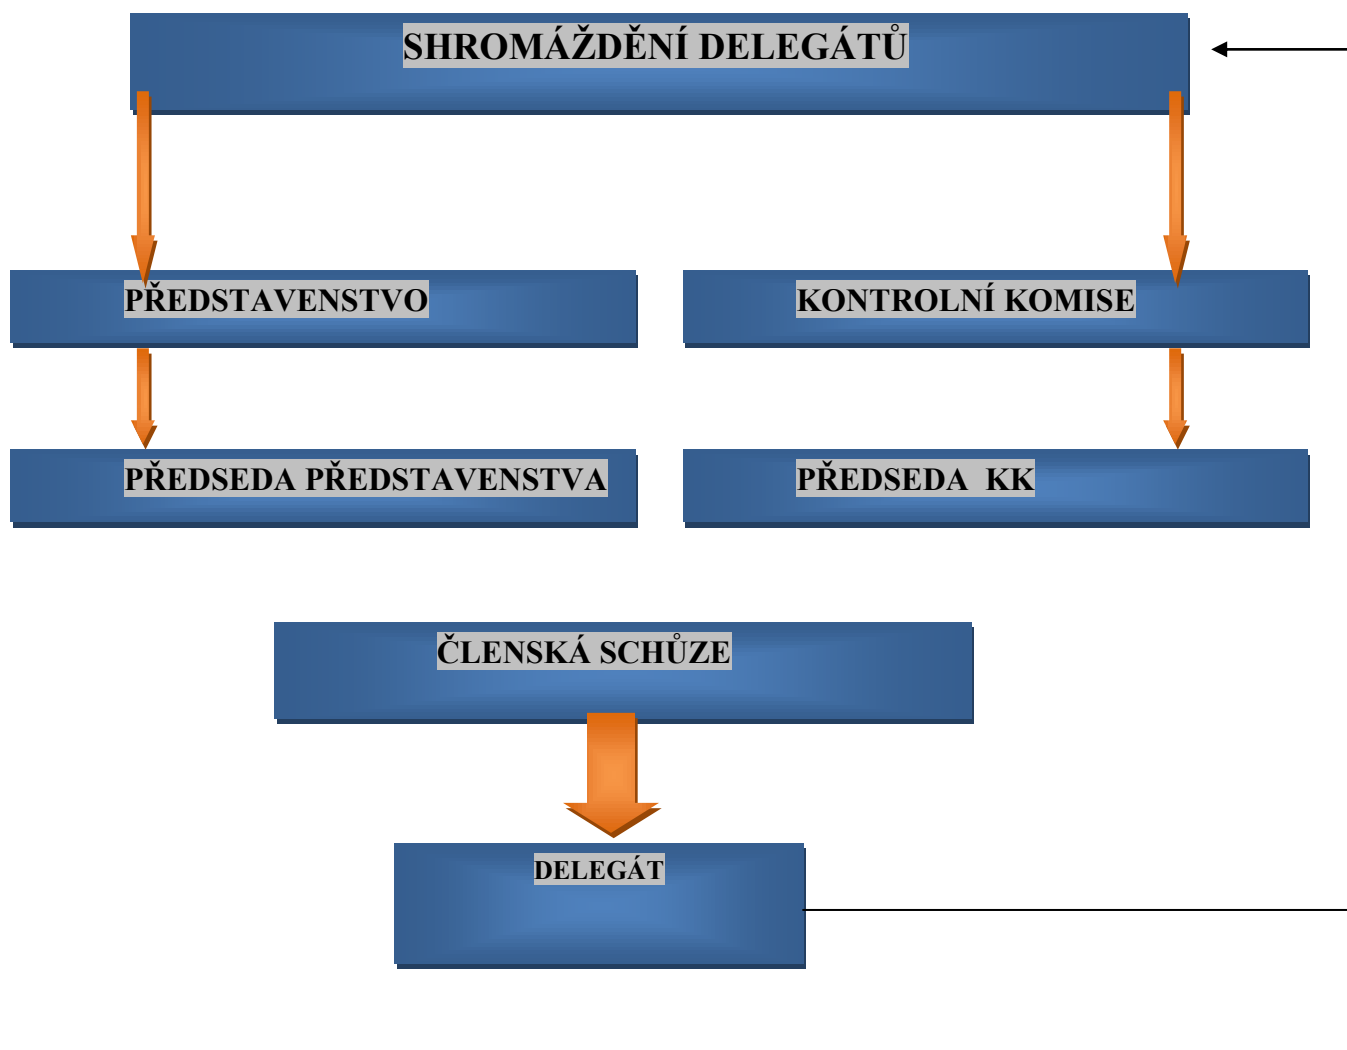 SHROMÁŽDĚNÍ DELEGÁTŮ
PŘEDSTAVENSTVO
KONTROLNÍ KOMISE
PŘEDSEDA PŘEDSTAVENSTVA
PŘEDSEDA  KK
ČLENSKÁ SCHŮZE
DELEGÁT